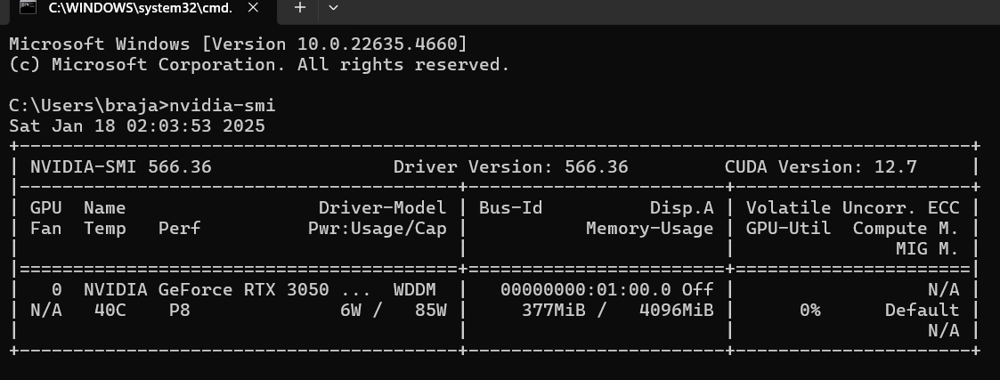 C:\WINDOWS\system32\cmd.
Microsoft Windows [Version 10.0.22635.4660]
(c) Microsoft Corporation. All rights reserved.
C:\Users\braja>nvidia-smi
Sat Jan 18 02:03:53 2025
+-----------------------------------------------------------------------------------------+
| NVIDIA-SMI 566.36                 Driver Version: 566.36         CUDA Version: 12.7     |
|-----------------------------------------+------------------------+----------------------+
| GPU  Name                  Driver-Model | Bus-Id          Disp.A | Volatile Uncorr. ECC |
| Fan  Temp   Perf          Pwr:Usage/Cap |           Memory-Usage | GPU-Util  Compute M. |
|                                         |                        |               MIG M. |
|=========================================+========================+======================|
|   0  NVIDIA GeForce RTX 3050 ...  WDDM  |   00000000:01:00.0 Off |                  N/A |
| N/A   40C    P8              6W /   85W |     377MiB /   4096MiB |      0%      Default |
|                                         |                        |                  N/A |
+-----------------------------------------+------------------------+----------------------+